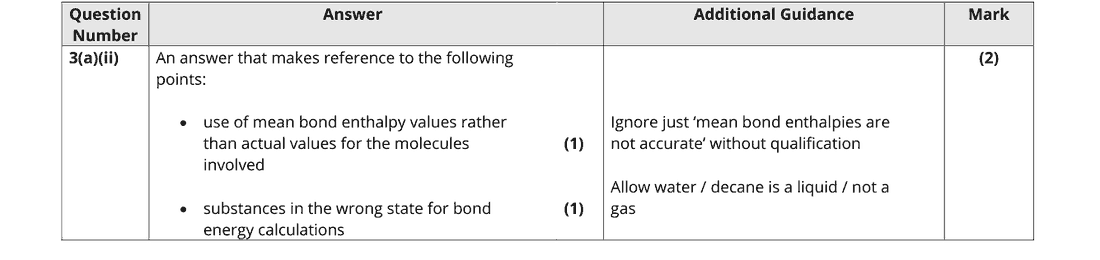 Question Number Answer Additional Guidance Mark
3(a)(ii) An answer that makes reference to the following (2)
points:
• use of mean bond enthalpy values rather Ignore just ‘mean bond enthalpies are
than actual values for the molecules (1) not accurate’ without qualification
involved
Allow water / decane is a liquid / not a
• substances in the wrong state for bond (1) gas
energy calculations